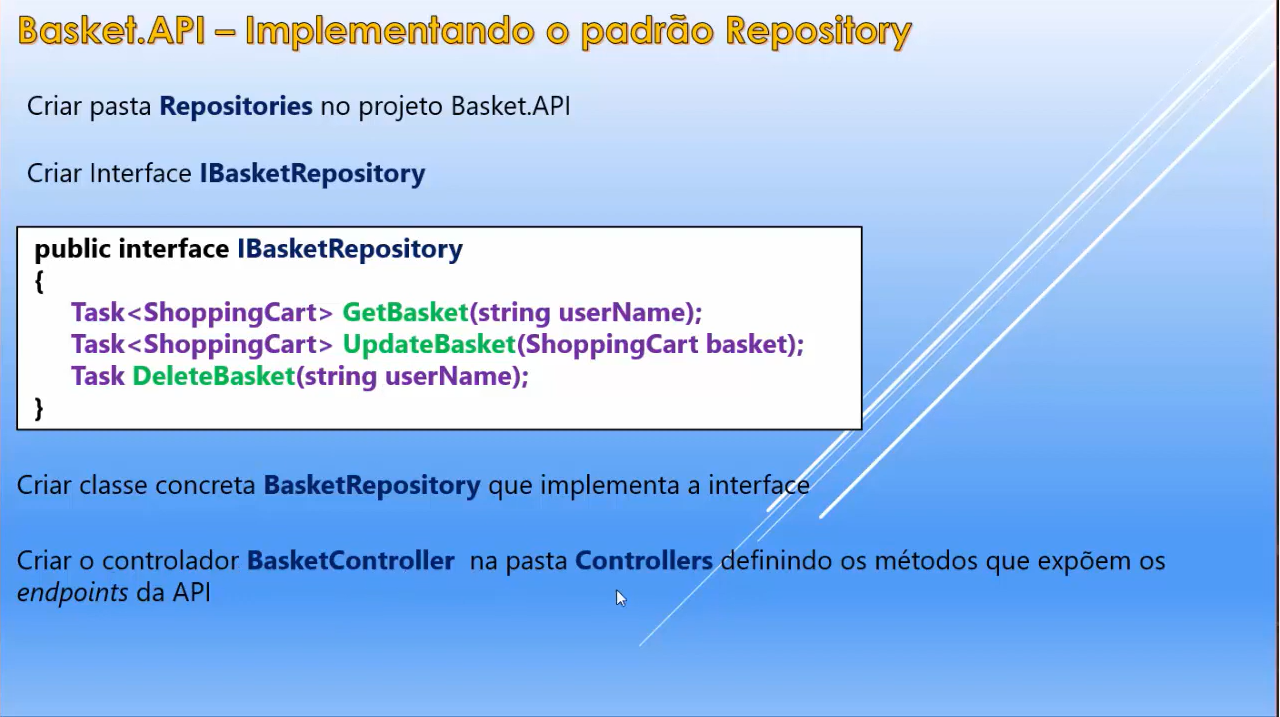 Basket.API – Implementando o padrão Repository
Criar pasta Repositories no projeto Basket.API
Criar Interface IBasketRepository
public interface IBasketRepository
{
Task<ShoppingCart> GetBasket(string userName);
Task<ShoppingCart> UpdateBasket(ShoppingCart basket);
Task DeleteBasket(string userName);
}
Criar classe concreta BasketRepository que implementa a interface
Criar o controlador BasketController na pasta Controllers definindo os métodos que expõem os
endpoints da API